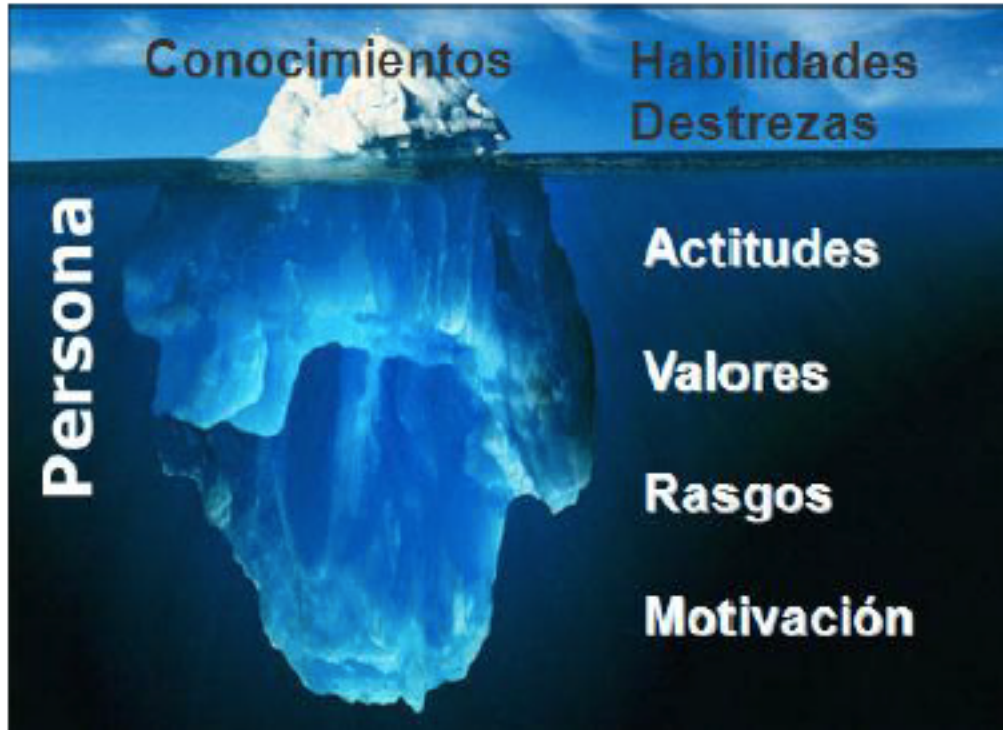 Conocimientos
Habilidades
Destrezas
Persona
Actitudes
Valores
Rasgos
Motivación